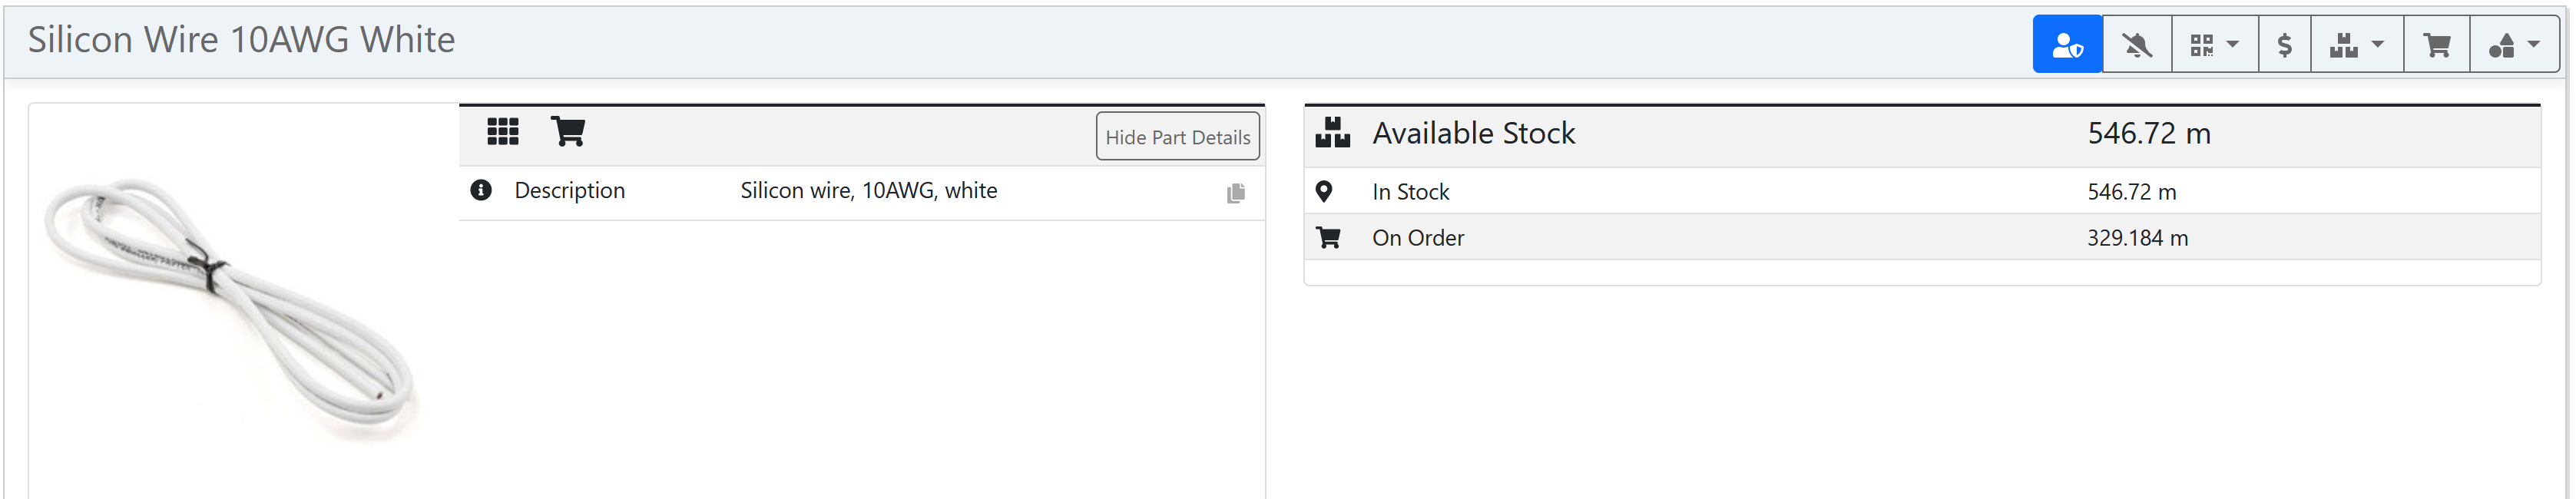 Silicon Wire 10AWG White
Hide Part Details
Description Silicon wire, 10AWG, white
Available Stock 546.72 m
In Stock 546.72 m
On Order 329.184 m